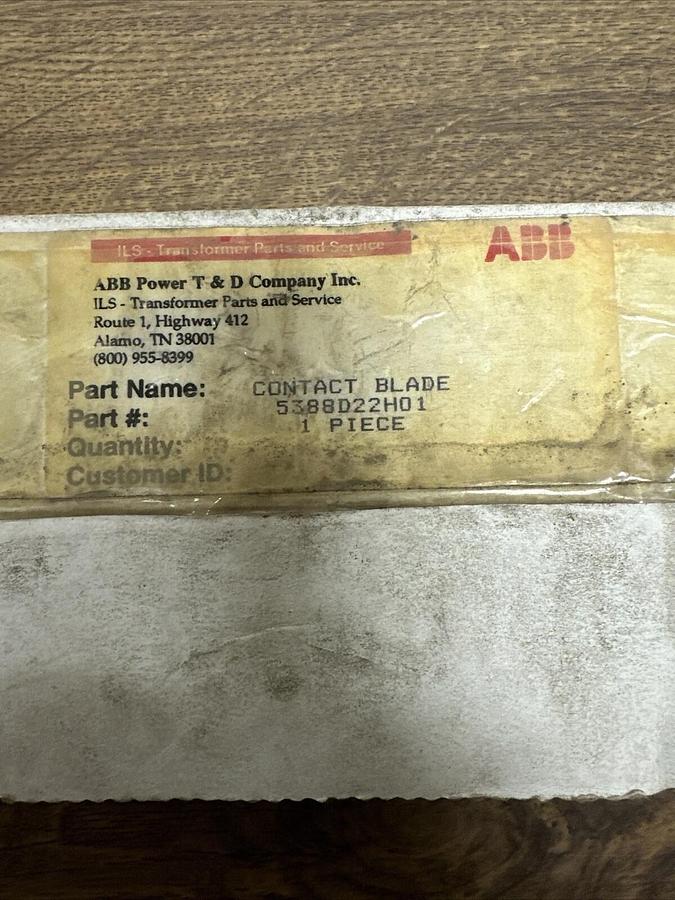 ILS - Transformer Parts and Service
ABB
ABB Power T & D Company Inc.
ILS - Transformer Parts and Service
Route 1, Highway 412
Alamo, TN 38001
(800) 955-8399
Part Name: CONTACT BLADE
Part #: 5388D22H01
Quantity: 1 PIECE
Customer ID: